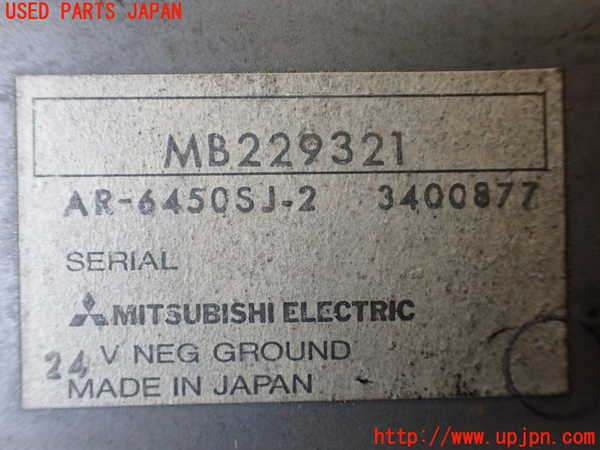 USED PARTS JAPAN
MB229321
AR-6450SJ-2 3400877
SERIAL
MITSUBISHI ELECTRIC
24 V NEG GROUND
MADE IN JAPAN
http://www.upjpn.com